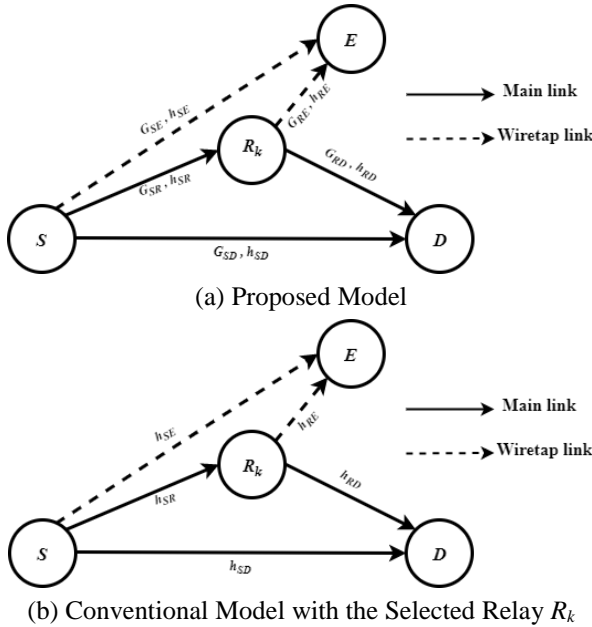 E
G_SE, h_SE
G_RE, h_RE
Main link
Wiretap link
R_k
G_SR, h_SR
G_RD, h_RD
S
D
G_SD, h_SD
(a) Proposed Model
E
h_SE
h_RE
Main link
Wiretap link
R_k
h_SR
h_RD
S
D
h_SD
(b) Conventional Model with the Selected Relay R_k